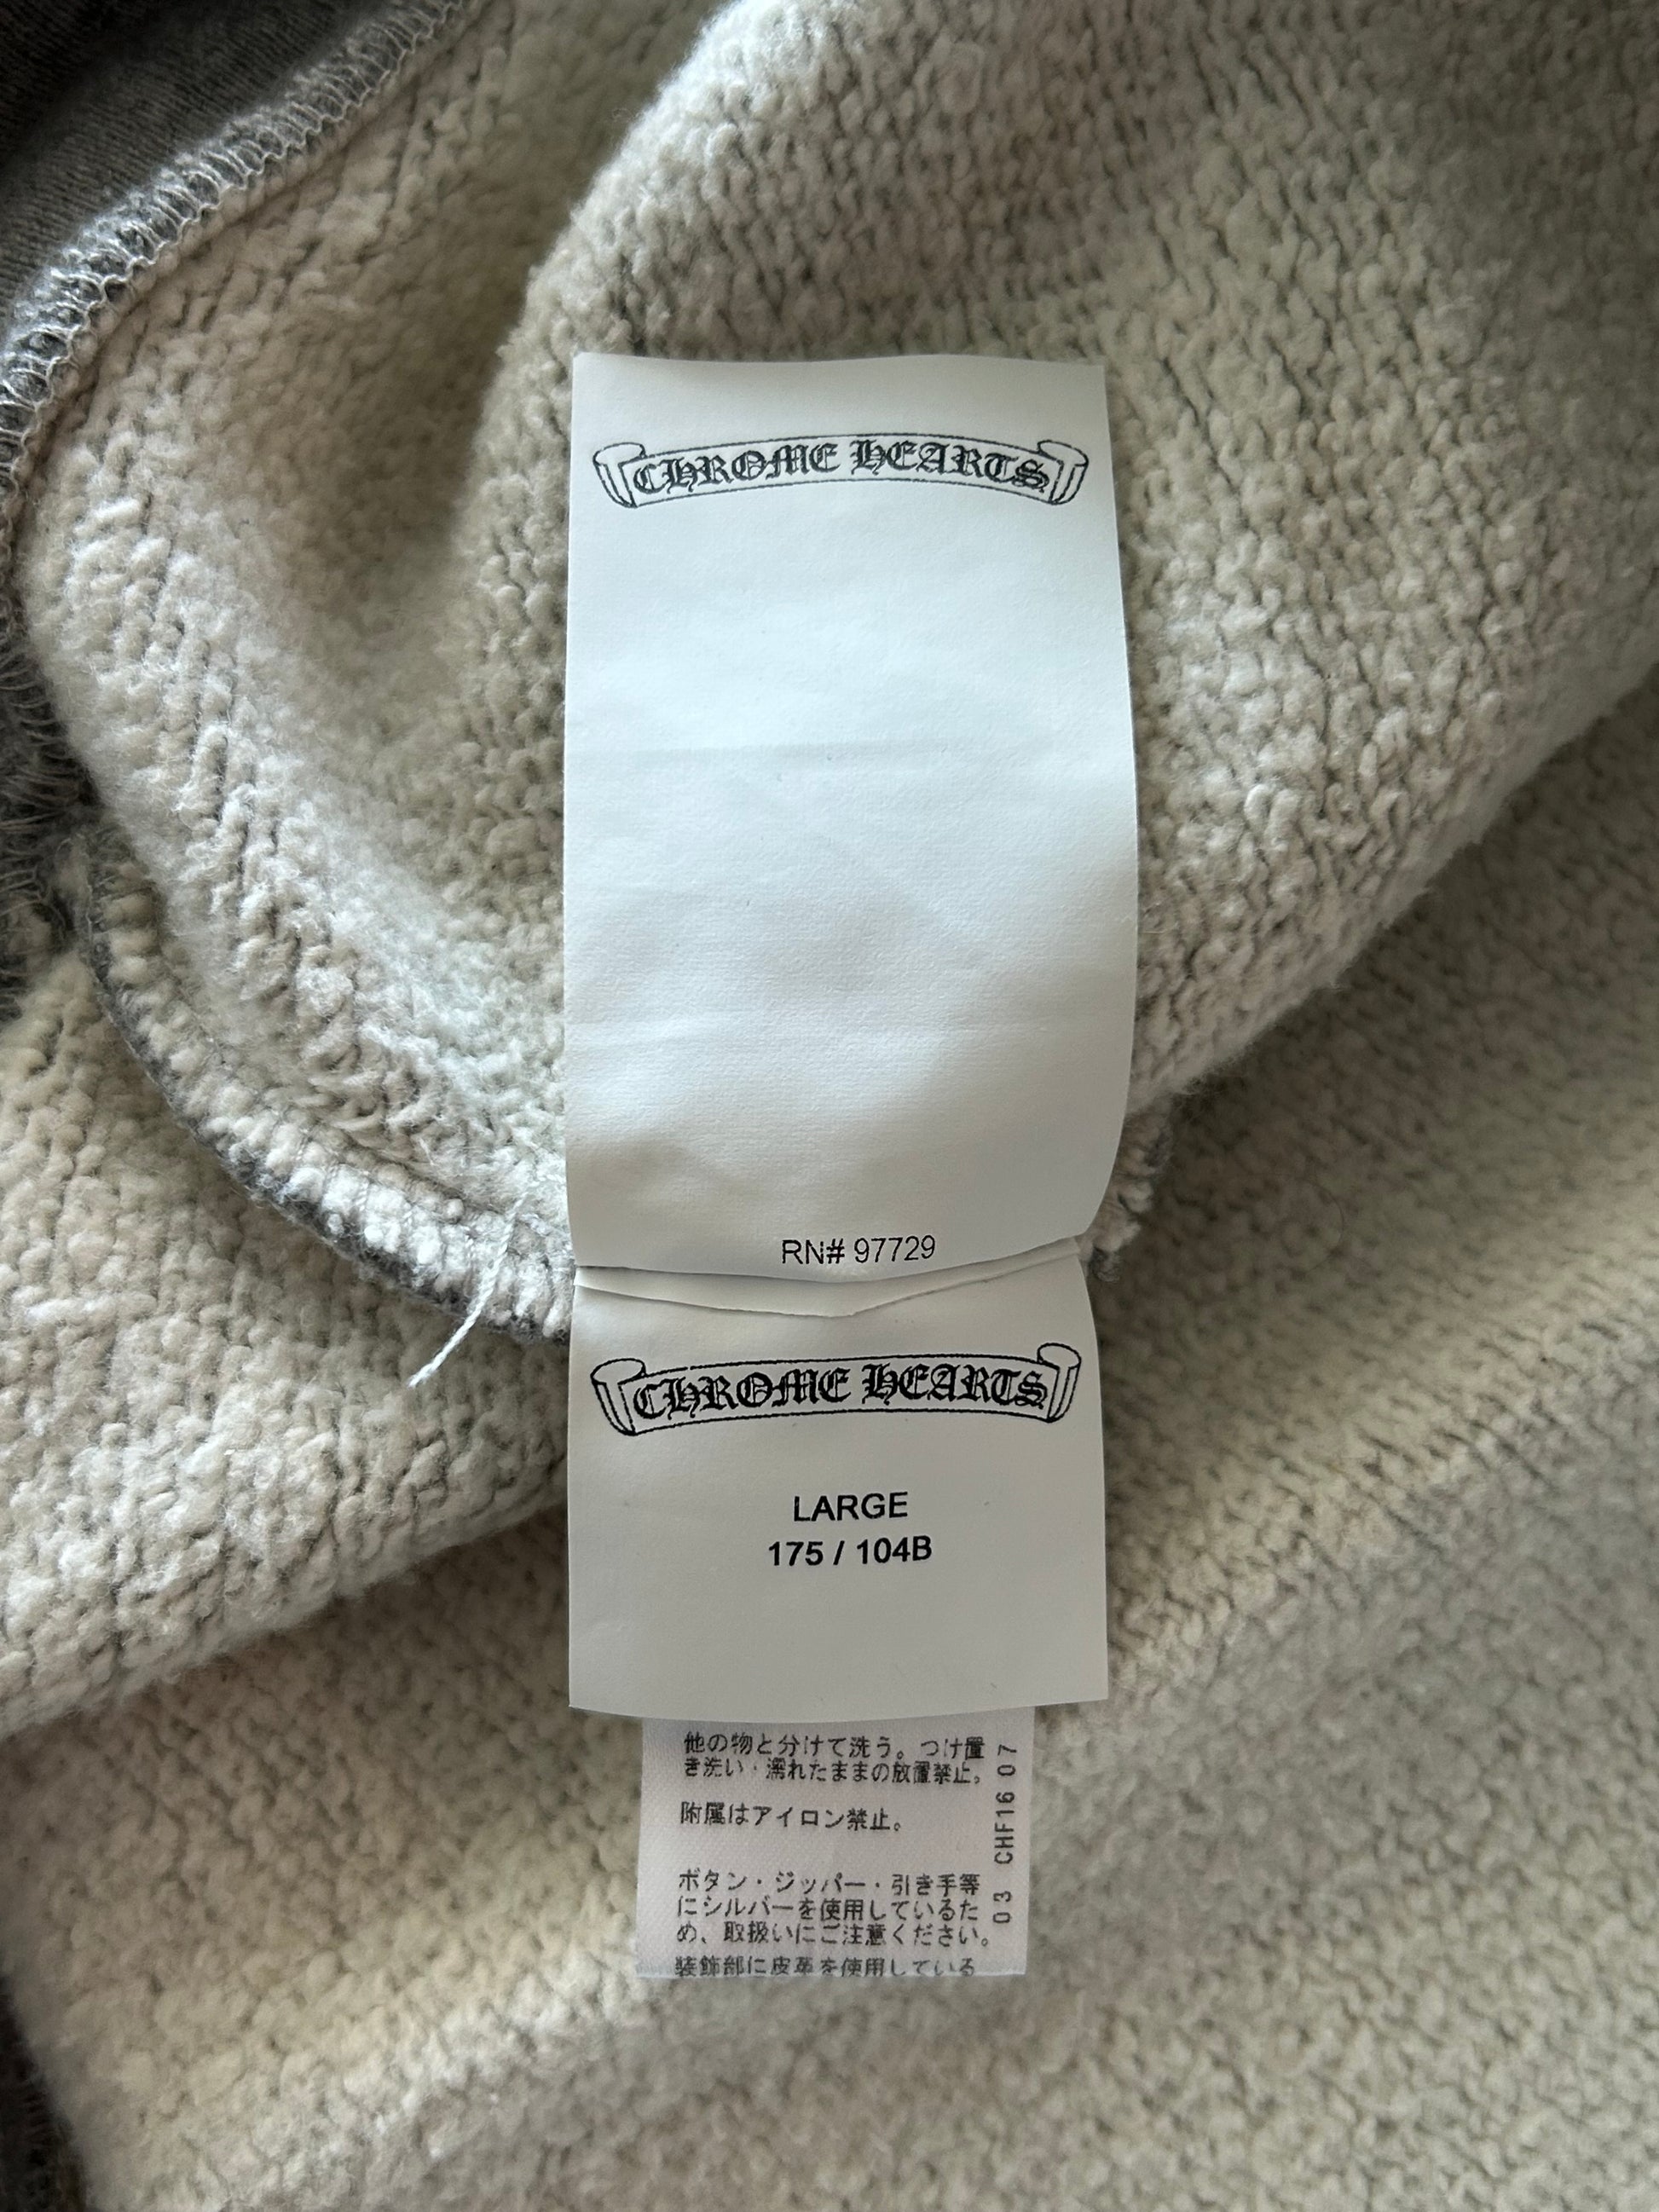 CHROME HEARTS
RN# 97729
CHROME HEARTS
LARGE
175 / 104B
他の物と分けて洗う。つけ置
き洗い・濡れたままの放置禁止。
附属はアイロン禁止。
ボタン・ジッパー・引き手等
にシルバーを使用しているた
め、取扱いにご注意ください。
装飾部に皮革を使用している
03 CHF16 07